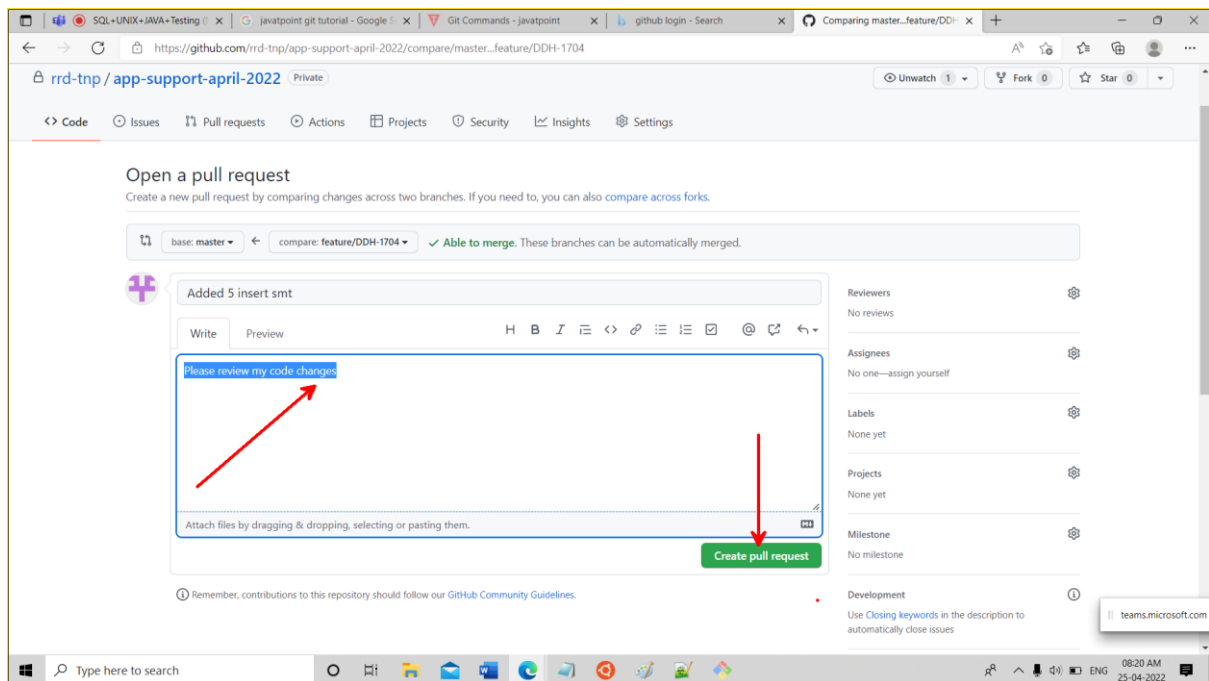 SQL+UNIX+JAVA+Testing (
javatpoint git tutorial - Google S
Git Commands - javatpoint
github login - Search
Comparing master...feature/DDH-
https://github.com/rrd-tnp/app-support-april-2022/compare/master...feature/DDH-1704
rrd-tnp / app-support-april-2022 Private
Unwatch 1
Fork 0
Star 0
<> Code
Issues
Pull requests
Actions
Projects
Security
Insights
Settings
Open a pull request
Create a new pull request by comparing changes across two branches. If you need to, you can also compare across forks.
base: master
compare: feature/DDH-1704
Able to merge. These branches can be automatically merged.
Added 5 insert smt
Write
Preview
Please review my code changes
Attach files by dragging & dropping, selecting or pasting them.
Create pull request
Remember, contributions to this repository should follow our GitHub Community Guidelines.
Reviewers
No reviews
Assignees
No one—assign yourself
Labels
None yet
Projects
None yet
Milestone
No milestone
Development
Use Closing keywords in the description to
automatically close issues
teams.microsoft.com
Type here to search
ENG
08:20 AM
25-04-2022